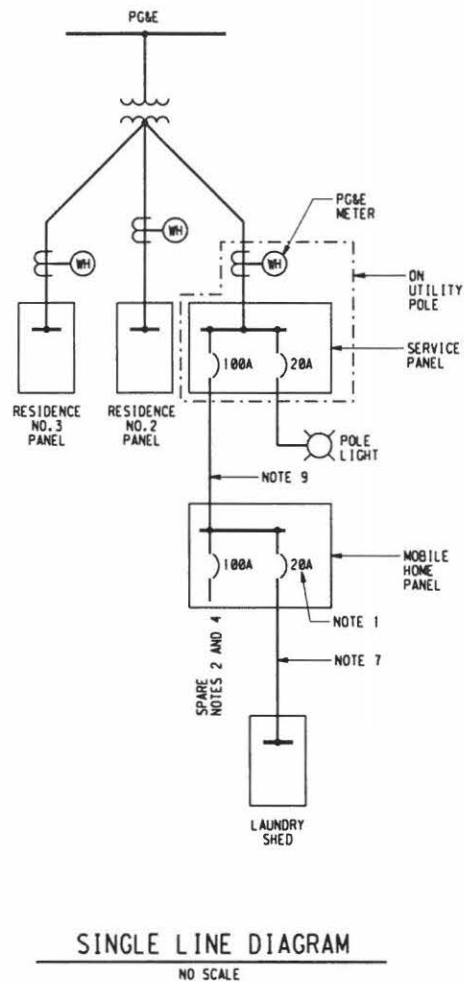 PG&E
PG&E
METER
WH
WH
WH
ON
UTILITY
POLE
100A
20A
SERVICE
PANEL
RESIDENCE
NO.3
PANEL
RESIDENCE
NO.2
PANEL
POLE
LIGHT
NOTE 9
100A
20A
MOBILE
HOME
PANEL
NOTE 1
SPARE
NOTES 2 AND 4
NOTE 7
LAUNDRY
SHED
SINGLE LINE DIAGRAM
NO SCALE